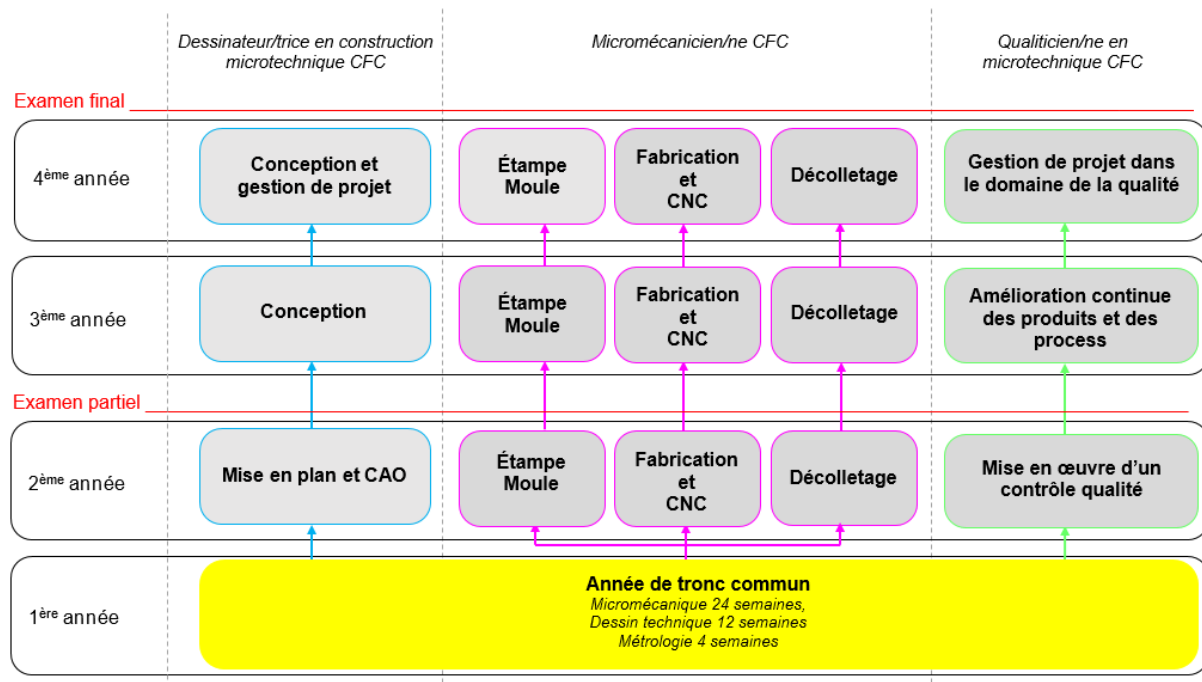 Dessinateur/trice en construction
microtechnique CFC
Micromécanicien/ne CFC
Qualiticien/ne en
microtechnique CFC
Examen final
4ème année
Conception et
gestion de projet
Étampe
Moule
Fabrication
et
CNC
Décolletage
Gestion de projet dans
le domaine de la qualité
3ème année
Conception
Étampe
Moule
Fabrication
et
CNC
Décolletage
Amélioration continue
des produits et des
process
Examen partiel
2ème année
Mise en plan et CAO
Étampe
Moule
Fabrication
et
CNC
Décolletage
Mise en œuvre d’un
contrôle qualité
1ère année
Année de tronc commun
Micromécanique 24 semaines,
Dessin technique 12 semaines
Métrologie 4 semaines